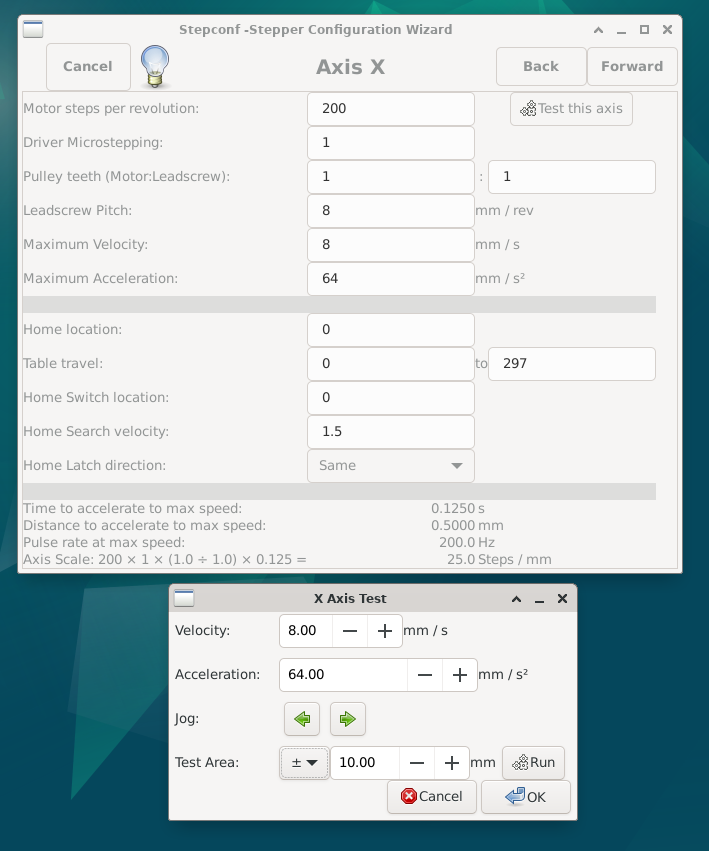 Stepconf -Stepper Configuration Wizard
Cancel Axis X Back Forward
Motor steps per revolution: 200 Test this axis
Driver Microstepping: 1
Pulley teeth (Motor:Leadscrew): 1 : 1
Leadscrew Pitch: 8 mm / rev
Maximum Velocity: 8 mm / s
Maximum Acceleration: 64 mm / s²
Home location: 0
Table travel: 0 to 297
Home Switch location: 0
Home Search velocity: 1.5
Home Latch direction: Same
Time to accelerate to max speed: 0.1250 s
Distance to accelerate to max speed: 0.5000 mm
Pulse rate at max speed: 200.0 Hz
Axis Scale: 200 × 1 × (1.0 ÷ 1.0) × 0.125 = 25.0 Steps / mm
X Axis Test
Velocity: 8.00 − + mm / s
Acceleration: 64.00 − + mm / s²
Jog:
Test Area: ± 10.00 − + mm Run
Cancel OK